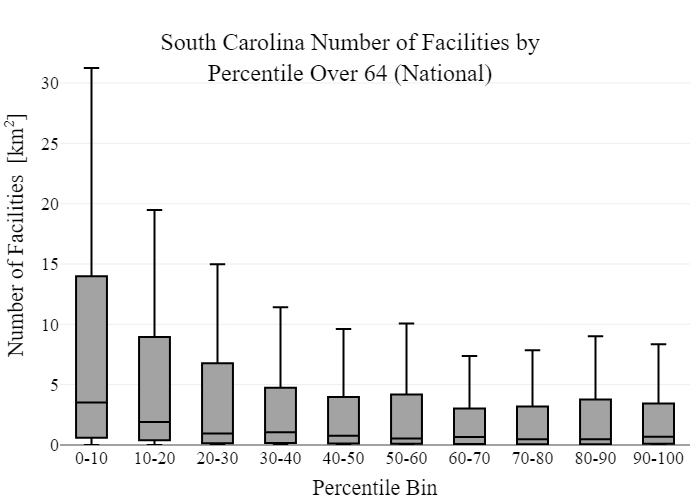 South Carolina Number of Facilities by
Percentile Over 64 (National)
Number of Facilities [km²]
30
25
20
15
10
5
0
0-10 10-20 20-30 30-40 40-50 50-60 60-70 70-80 80-90 90-100
Percentile Bin